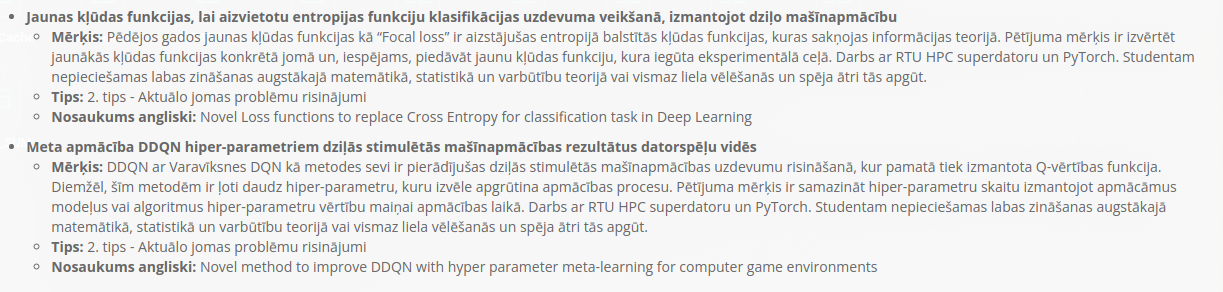 Jaunas kļūdas funkcijas, lai aizvietotu entropijas funkciju klasifikācijas uzdevuma veikšanā, izmantojot dziļo mašīnapmācību
Mērķis: Pēdējos gados jaunas kļūdas funkcijas kā “Focal loss” ir aizstājušas entropijā balstītās kļūdas funkcijas, kuras sakņojas informācijas teorijā. Pētījuma mērķis ir izvērtēt
jaunākās kļūdas funkcijas konkrētā jomā un, iespējams, piedāvāt jaunu kļūdas funkciju, kura iegūta eksperimentālā ceļā. Darbs ar RTU HPC superdatoru un PyTorch. Studentam
nepieciešamas labas zināšanas augstākajā matemātikā, statistikā un varbūtību teorijā vai vismaz liela vēlēšanās un spēja ātri tās apgūt.
Tips: 2. tips - Aktuālo jomas problēmu risinājumi
Nosaukums angliski: Novel Loss functions to replace Cross Entropy for classification task in Deep Learning
Meta apmācība DDQN hiper-parametriem dziļās stimulētās mašīnapmācības rezultātus datorspēļu vidēs
Mērķis: DDQN ar Varavīksnes DQN kā metodes sevi ir pierādījušas dziļās stimulētās mašīnapmācības uzdevumu risināšanā, kur pamatā tiek izmantota Q-vērtības funkcija.
Diemžēl, šīm metodēm ir ļoti daudz hiper-parametru, kuru izvēle apgrūtina apmācības procesu. Pētījuma mērķis ir samazināt hiper-parametru skaitu izmantojot apmācāmus
modeļus vai algoritmus hiper-parametru vērtību maiņai apmācības laikā. Darbs ar RTU HPC superdatoru un PyTorch. Studentam nepieciešamas labas zināšanas augstākajā
matemātikā, statistikā un varbūtību teorijā vai vismaz liela vēlēšanās un spēja ātri tās apgūt.
Tips: 2. tips - Aktuālo jomas problēmu risinājumi
Nosaukums angliski: Novel method to improve DDQN with hyper parameter meta-learning for computer game environments